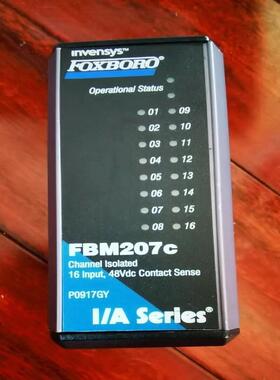 invensys
FOXBORO®
Operational Status
01 09
02 10
03 11
04 12
05 13
06 14
07 15
08 16
FBM207c
Channel Isolated
16 Input, 48Vdc Contact Sense
P0917GY
I/A Series®